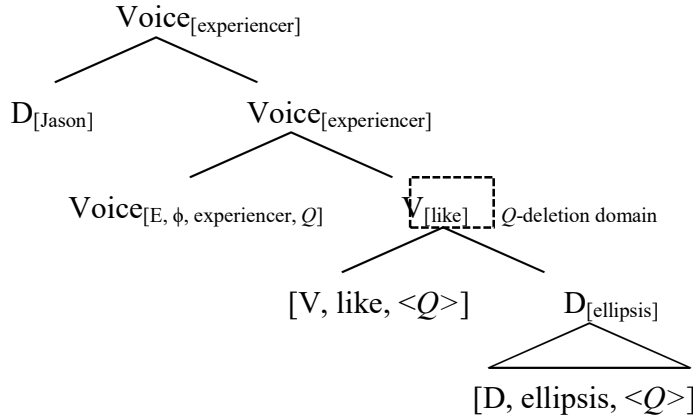 Voice[experiencer]
D[Jason] Voice[experiencer]
Voice[E, ϕ, experiencer, Q] V[like] Q-deletion domain
[V, like, <Q>] D[ellipsis]
[D, ellipsis, <Q>]